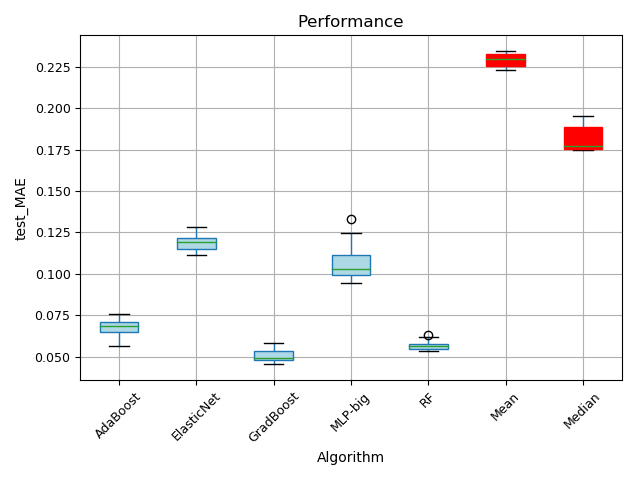 Performance
test_MAE
0.225
0.200
0.175
0.150
0.125
0.100
0.075
0.050
AdaBoost
ElasticNet
GradBoost
MLP-big
RF
Mean
Median
Algorithm